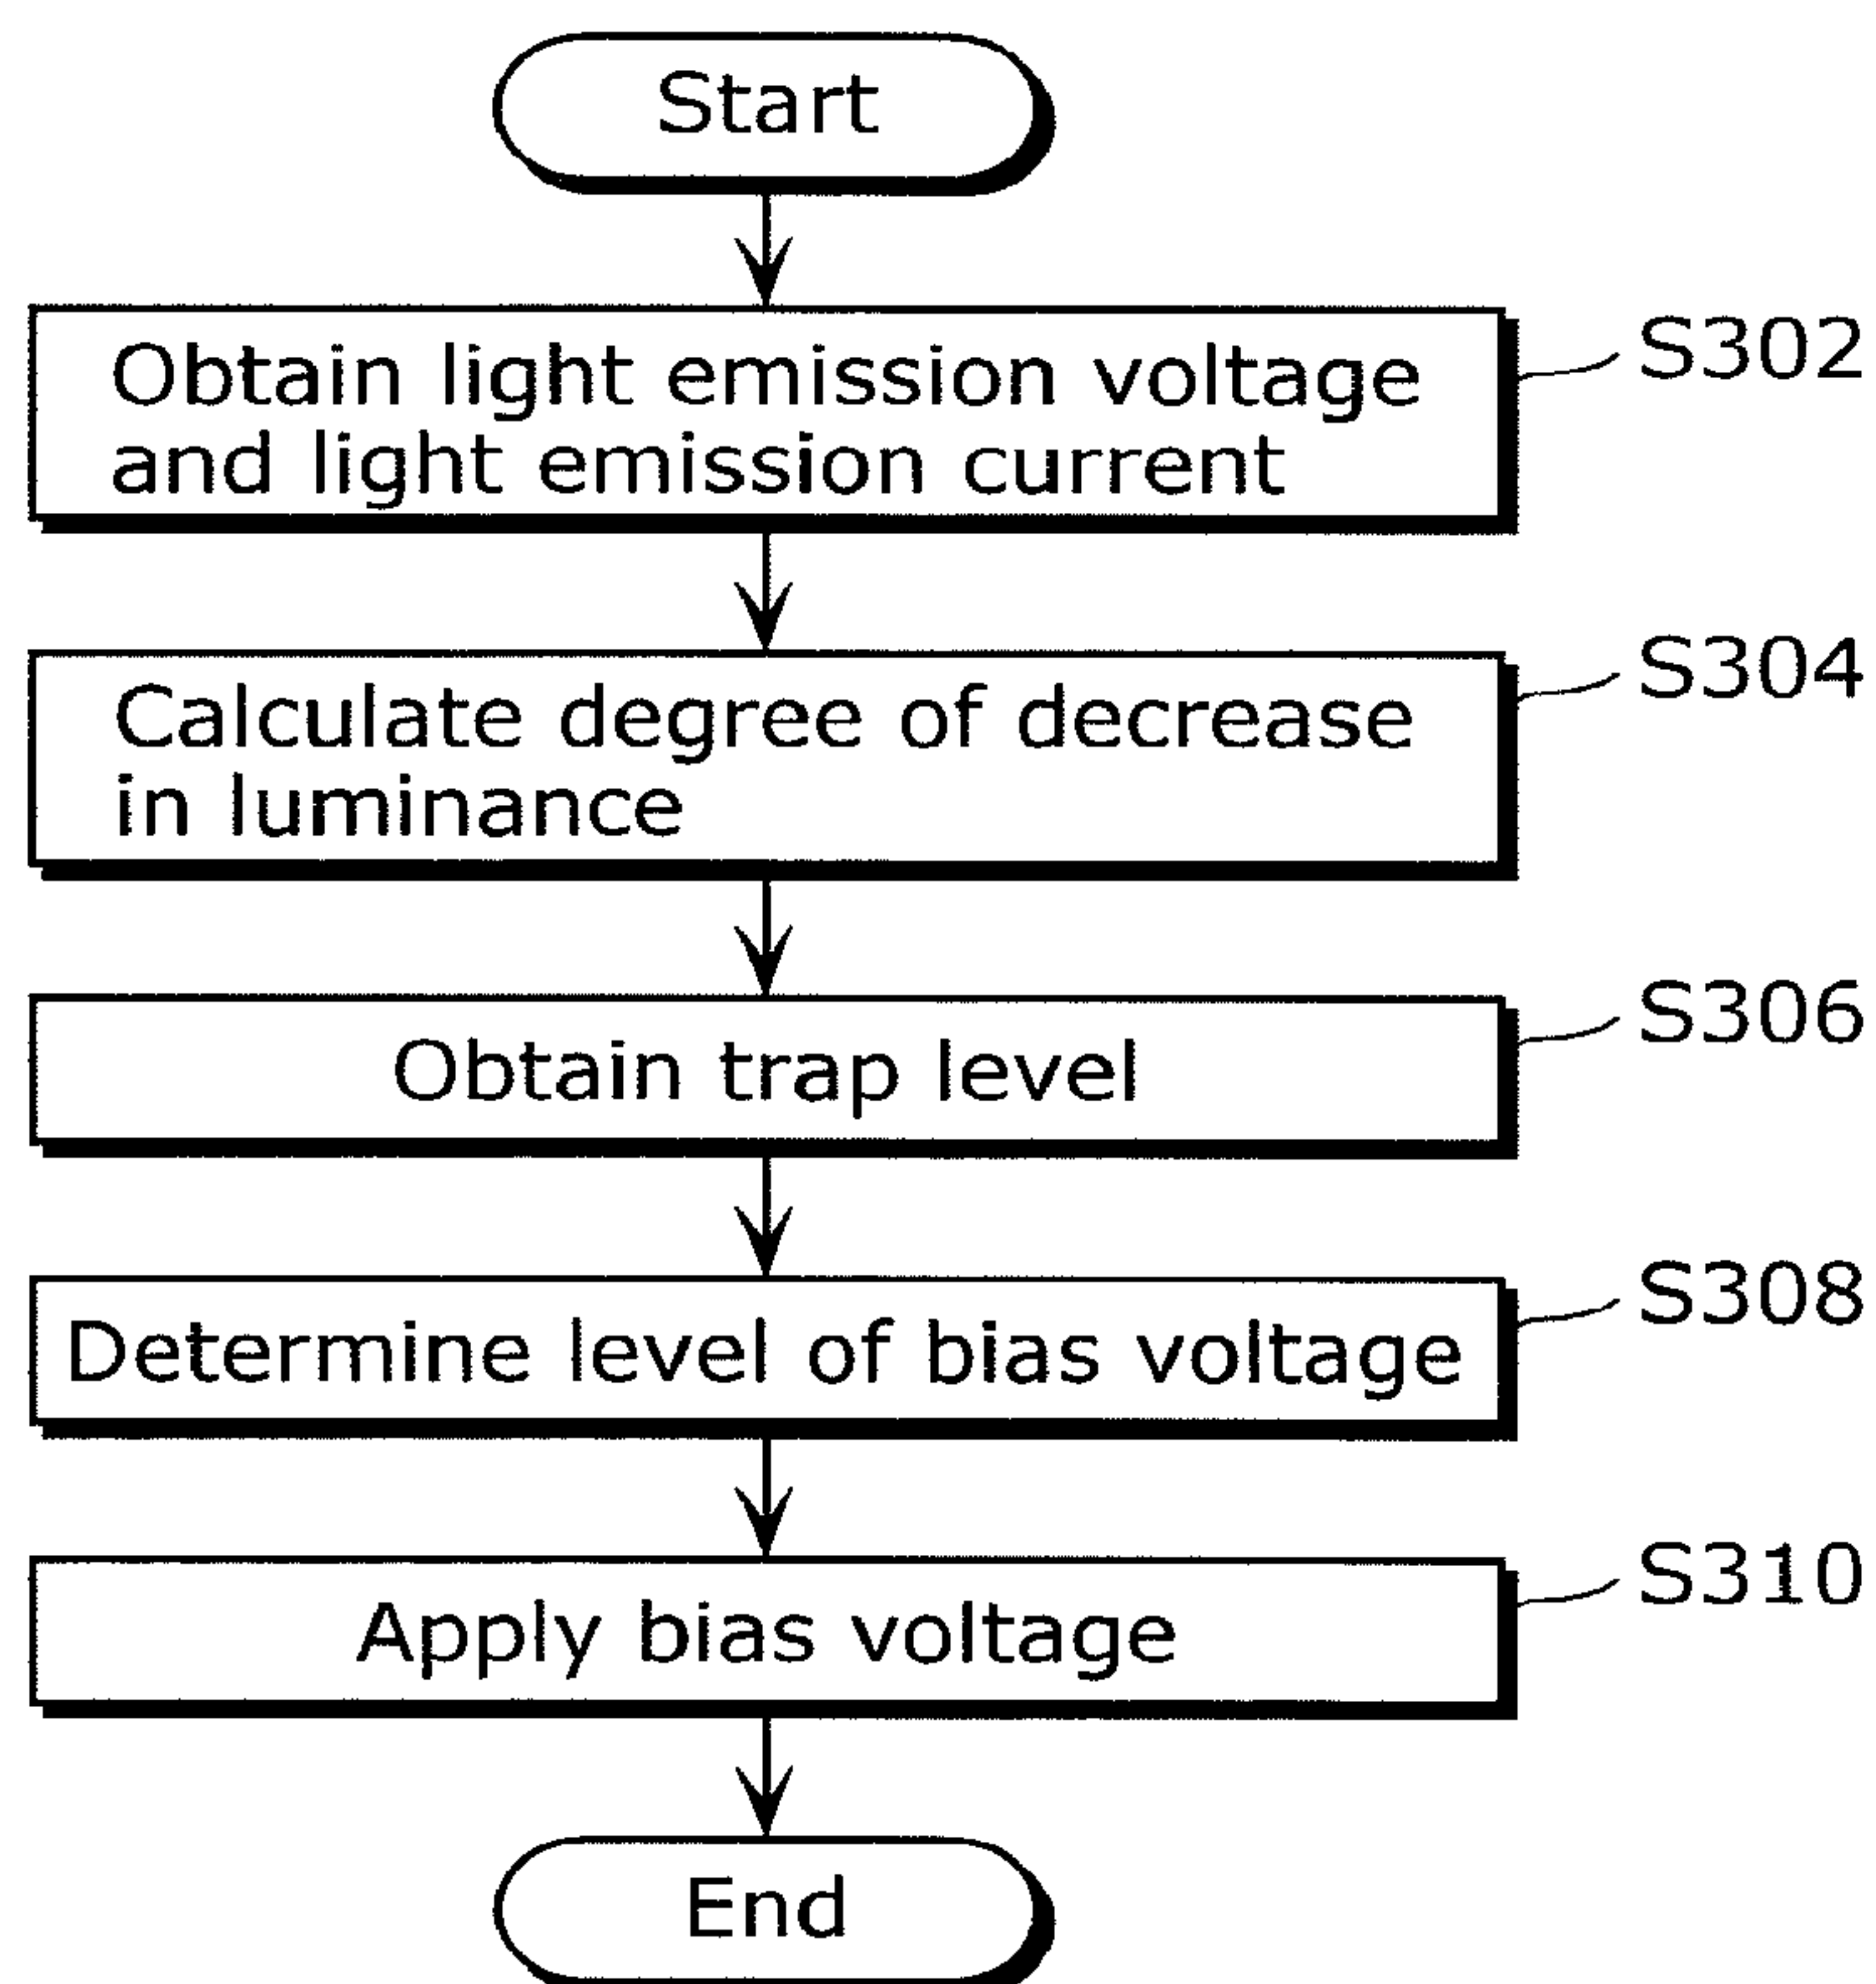 Start
Obtain light emission voltage
and light emission current
S302
Calculate degree of decrease
in luminance
S304
Obtain trap level
S306
Determine level of bias voltage
S308
Apply bias voltage
S310
End